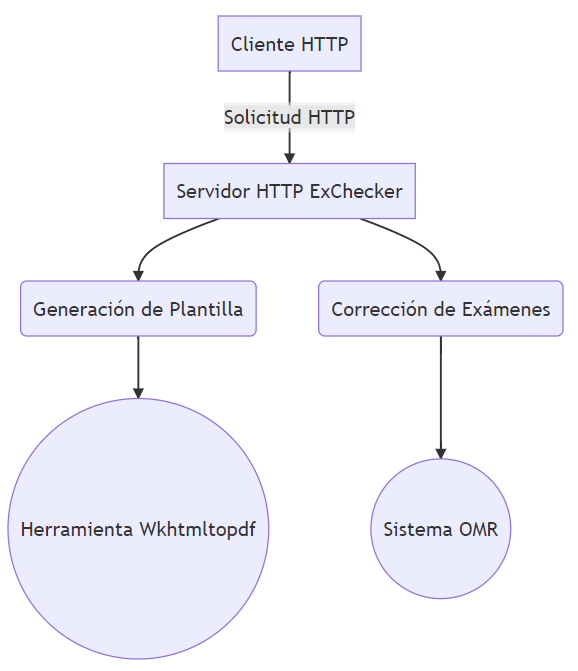 Cliente HTTP
Solicitud HTTP
Servidor HTTP ExChecker
Generación de Plantilla
Corrección de Exámenes
Herramienta Wkhtmltopdf
Sistema OMR